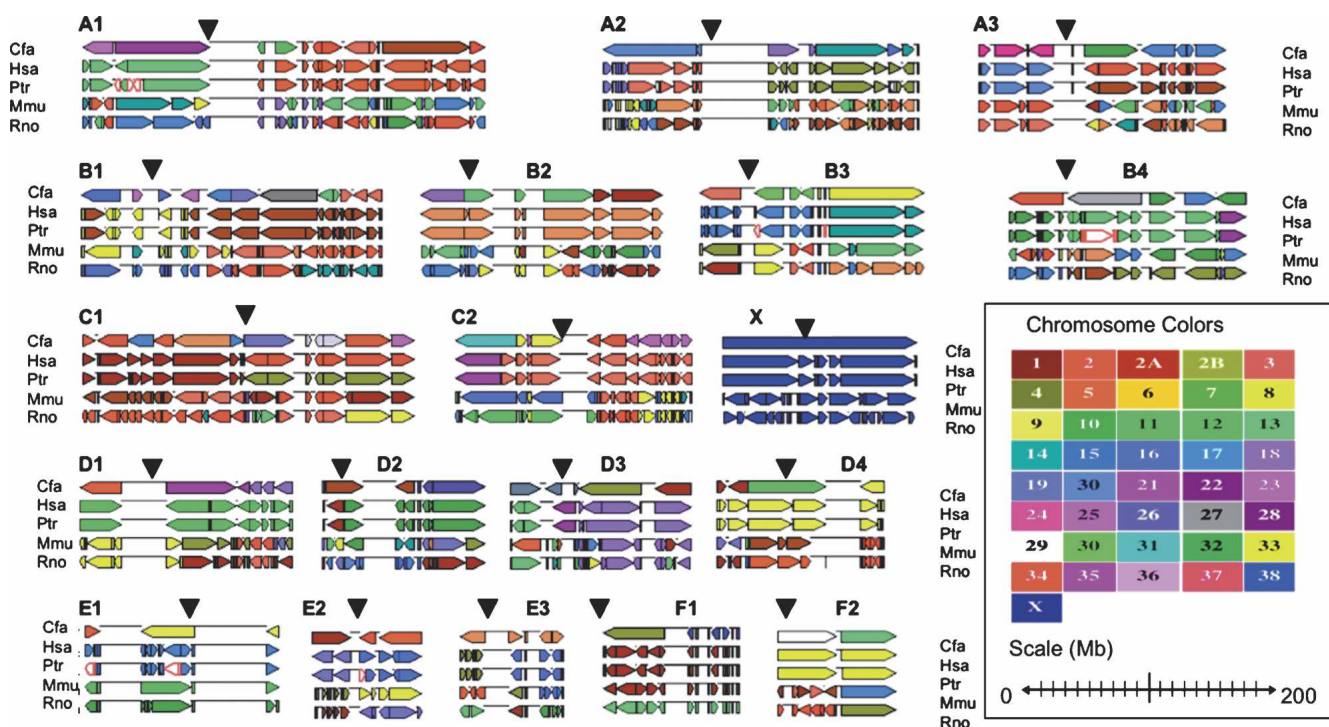 A1 A2 A3
Cfa Cfa
Hsa Hsa
Ptr Ptr
Mmu Mmu
Rno Rno
B1 B2 B3 B4
Cfa Cfa
Hsa Hsa
Ptr Ptr
Mmu Mmu
Rno Rno
C1 C2 X
Cfa Cfa
Hsa Hsa
Ptr Ptr
Mmu Mmu
Rno Rno
D1 D2 D3 D4
Cfa Cfa
Hsa Hsa
Ptr Ptr
Mmu Mmu
Rno Rno
E1 E2 E3 F1 F2
Cfa Cfa
Hsa Hsa
Ptr Ptr
Mmu Mmu
Rno Rno
Chromosome Colors
1 2 2A 2B 3
4 5 6 7 8
9 10 11 12 13
14 15 16 17 18
19 30 21 22 23
24 25 26 27 28
29 30 31 32 33
34 35 36 37 38
X
Scale (Mb)
0 200